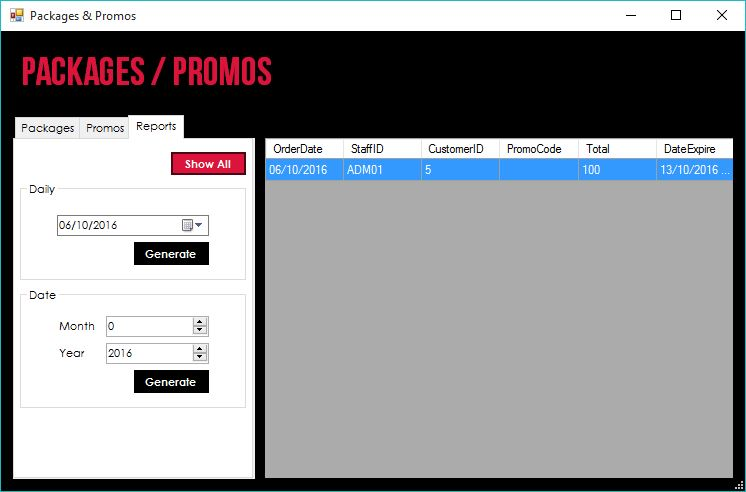 Packages & Promos
PACKAGES / PROMOS
Packages Promos Reports
Show All
Daily
06/10/2016
Generate
Date
Month 0
Year 2016
Generate
OrderDate StaffID CustomerID PromoCode Total DateExpire
06/10/2016 ADM01 5 100 13/10/2016 ...